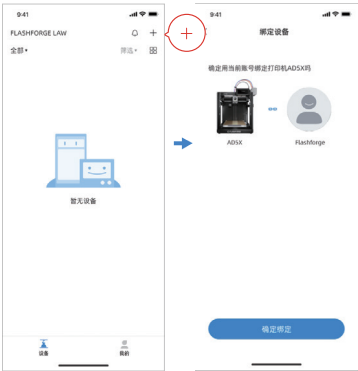 9:41
FLASHFORGE LAW
全部
筛选
暂无设备
设备
我的
9:41
绑定设备
确定用当前账号绑定打印机AD5X吗
AD5X
Flashforge
确定绑定